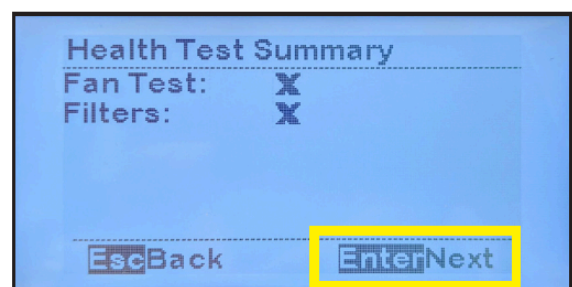 Health Test Summary
Fan Test: X
Filters: X
EscBack EnterNext